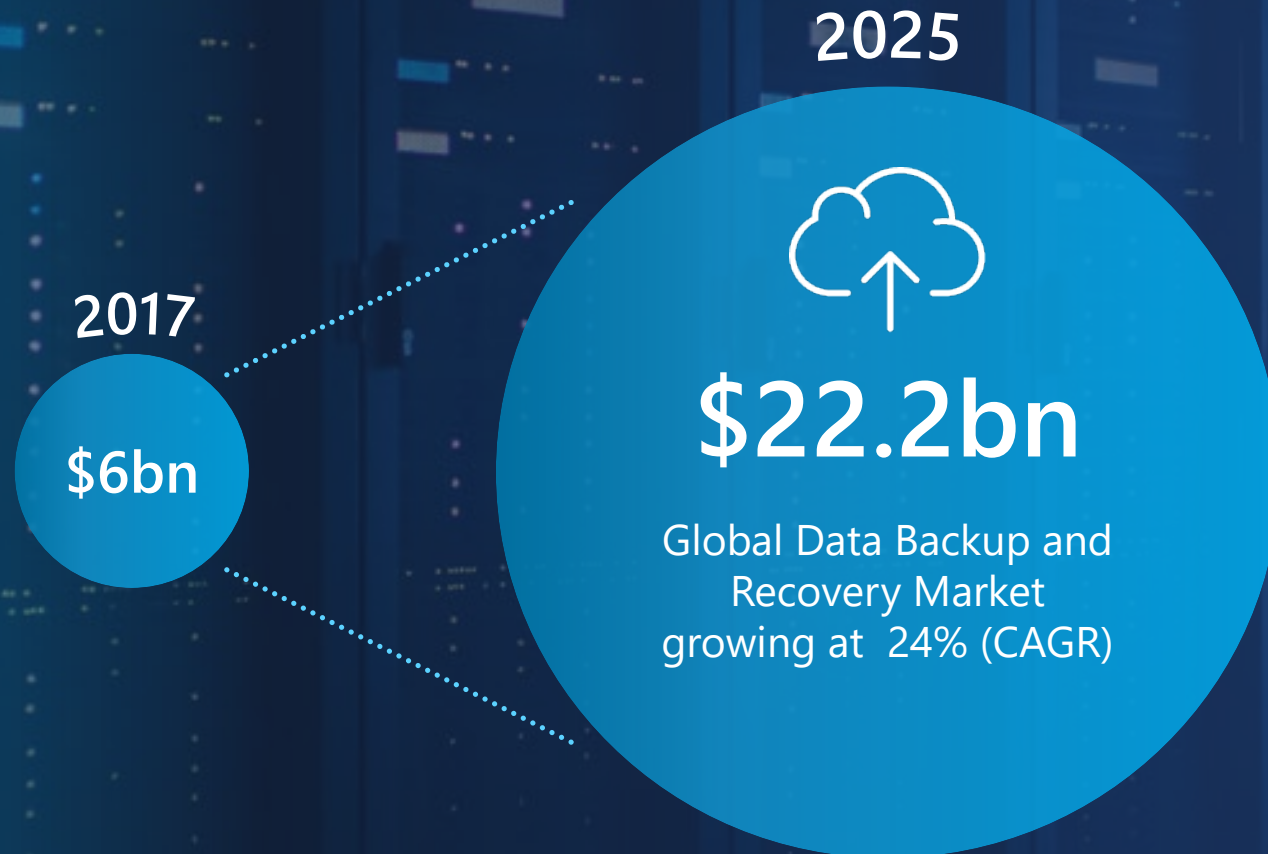 2017
$6bn
2025
$22.2bn
Global Data Backup and
Recovery Market
growing at  24% (CAGR)